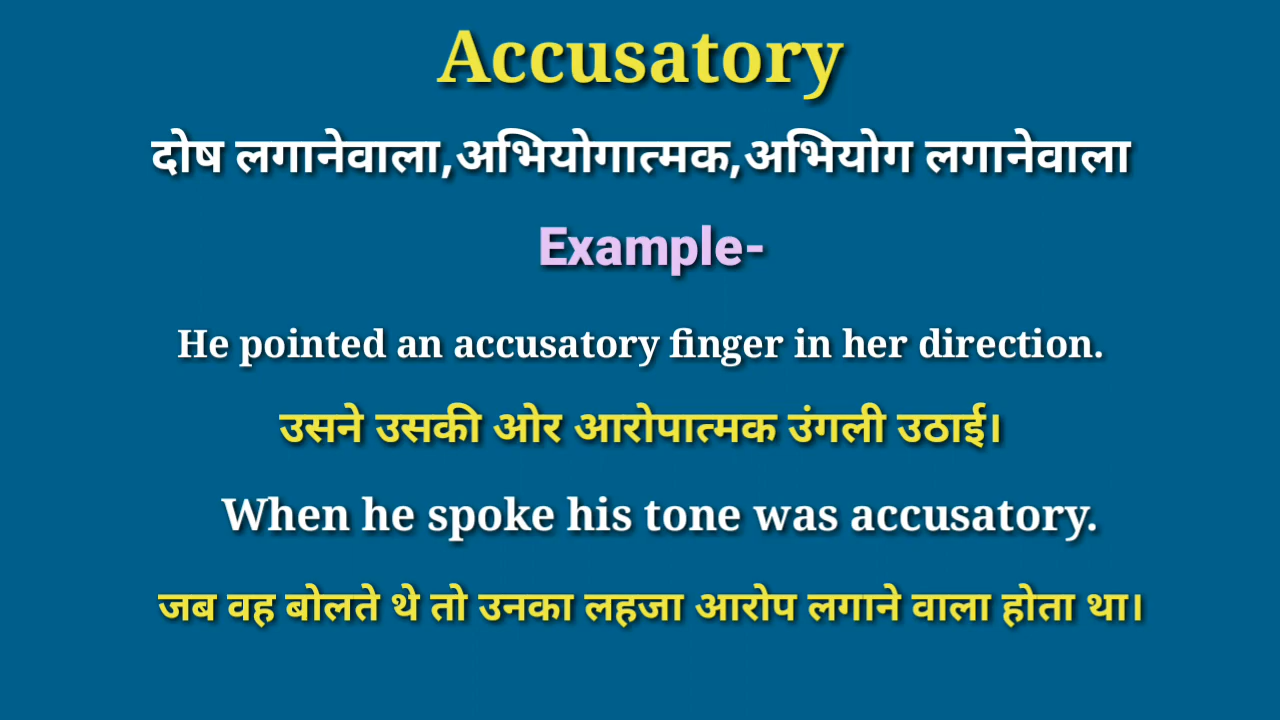 Accusatory
दोष लगानेवाला,अभियोगात्मक,अभियोग लगानेवाला
Example-
He pointed an accusatory finger in her direction.
उसने उसकी ओर आरोपात्मक उंगली उठाई।
When he spoke his tone was accusatory.
जब वह बोलते थे तो उनका लहजा आरोप लगाने वाला होता था।